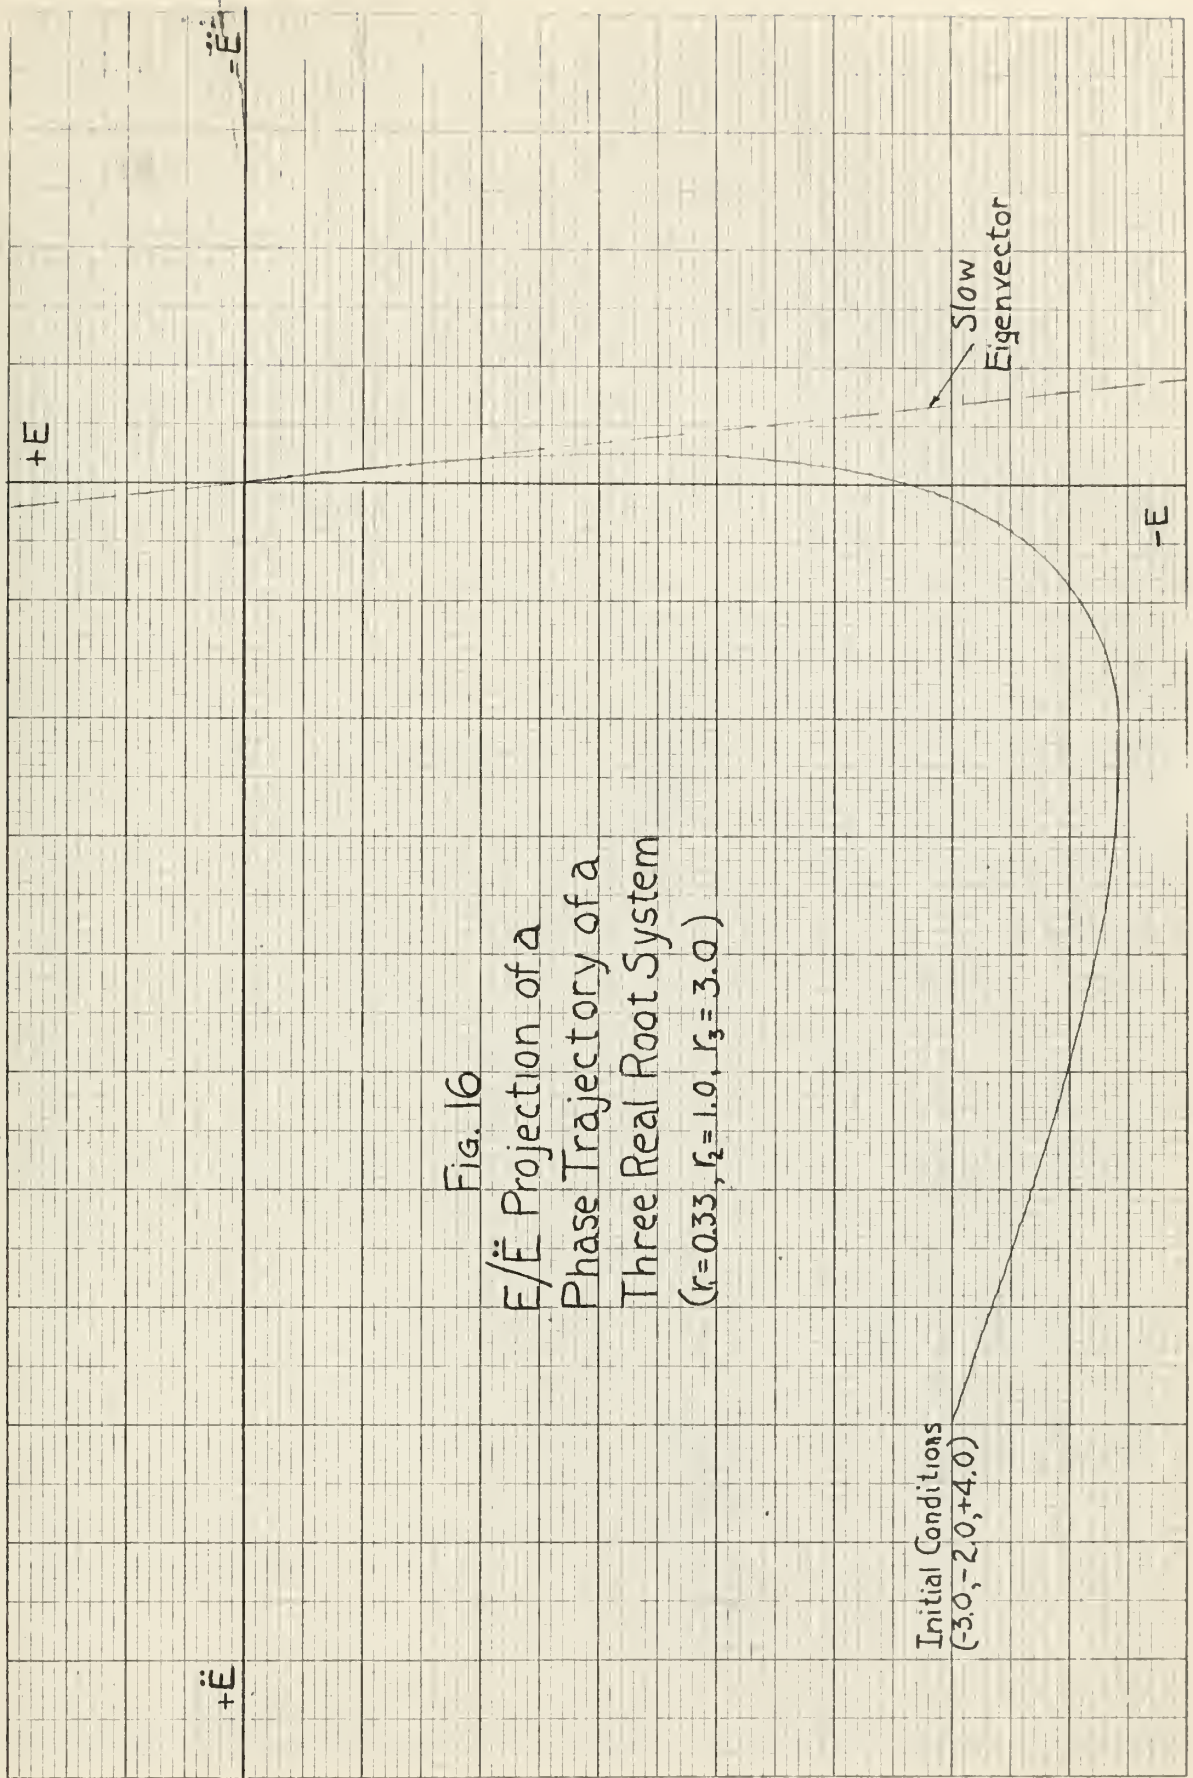 +E
-Ë
+Ë
-E
Slow
Eigenvector
Fig. 16
E/Ë Projection of a
Phase Trajectory of a
Three Real Root System
(r₁=0.33, r₂=1.0, r₃=3.0)
Initial Conditions
(-3.0,-2.0,+4.0)